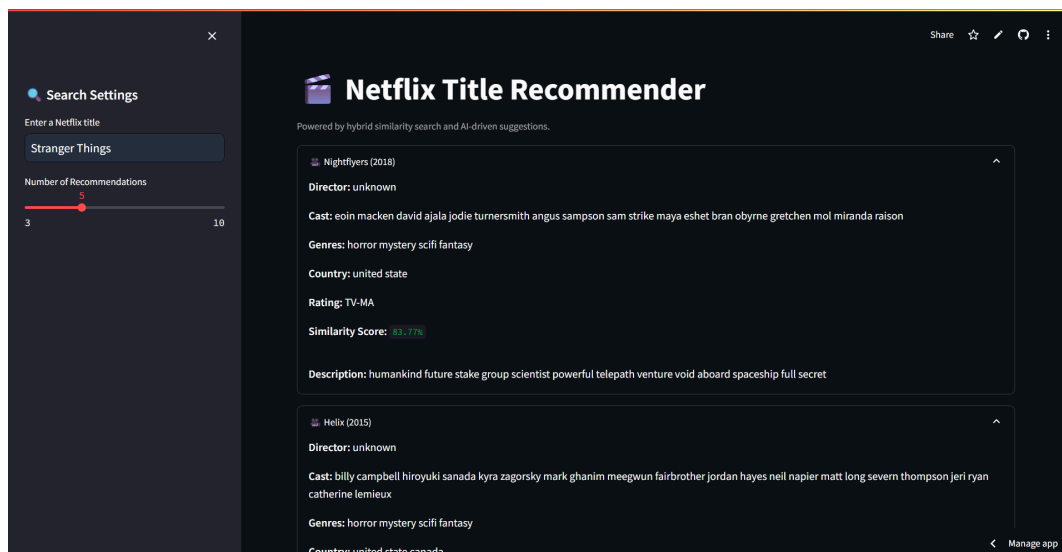 Share
Search Settings
Enter a Netflix title
Stranger Things
Number of Recommendations
5
3 10
Netflix Title Recommender
Powered by hybrid similarity search and AI-driven suggestions.
Nightflyers (2018)
Director: unknown
Cast: eoin macken david ajala jodie turnersmith angus sampson sam strike maya eshet bran obyrne gretchen mol miranda raison
Genres: horror mystery scifi fantasy
Country: united state
Rating: TV-MA
Similarity Score: 83.77%
Description: humankind future stake group scientist powerful telepath venture void aboard spaceship full secret
Helix (2015)
Director: unknown
Cast: billy campbell hiroyuki sanada kyra zagorsky mark ghanim meegwun fairbrother jordan hayes neil napier matt long severn thompson jeri ryan
catherine lemieux
Genres: horror mystery scifi fantasy
Country: united state canada
Manage app